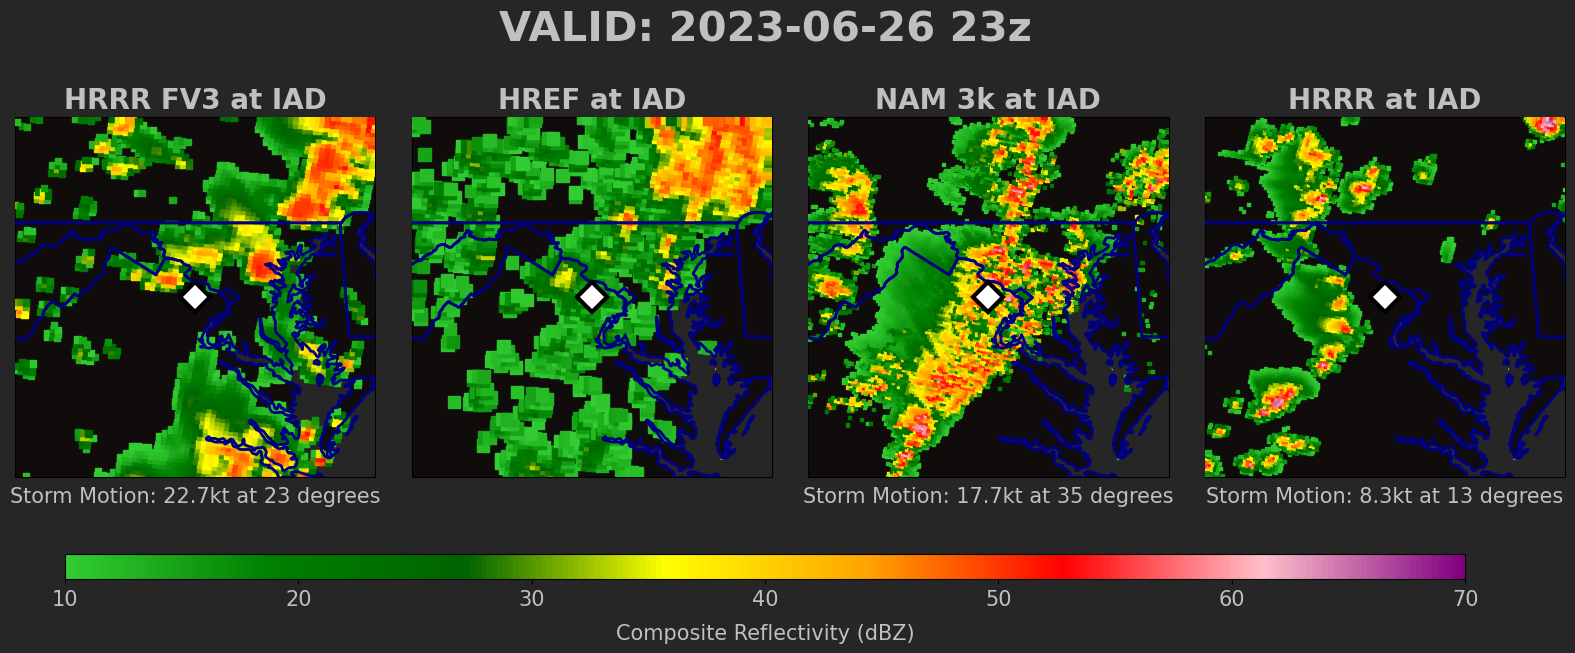 VALID: 2023-06-26 23z
HRRR FV3 at IAD
HREF at IAD
NAM 3k at IAD
HRRR at IAD
Storm Motion: 22.7kt at 23 degrees
Storm Motion: 17.7kt at 35 degrees
Storm Motion: 8.3kt at 13 degrees
10 20 30 40 50 60 70
Composite Reflectivity (dBZ)